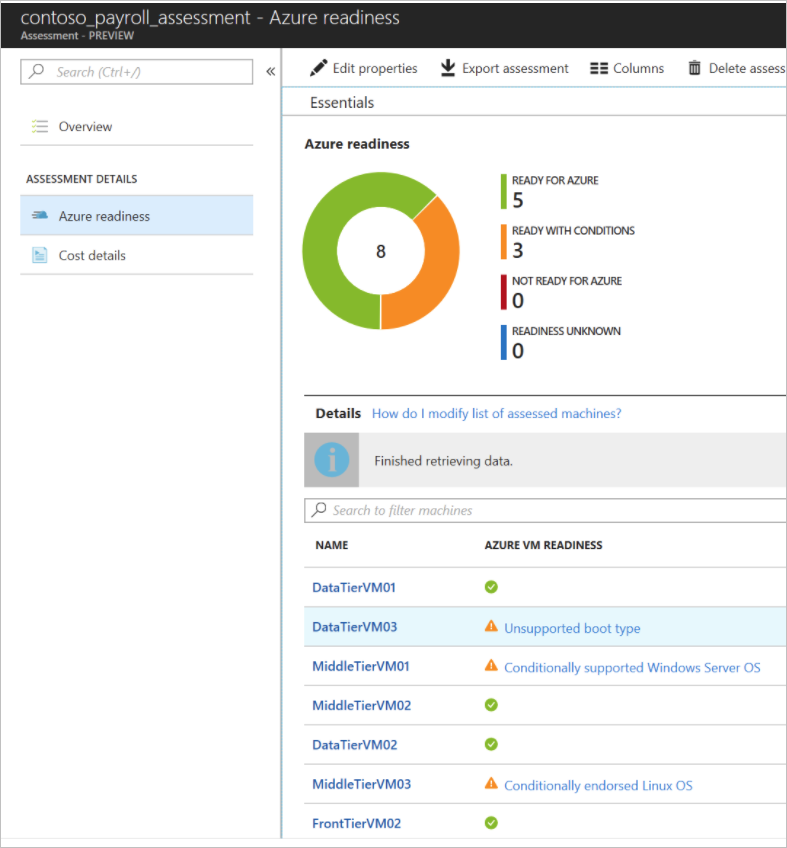 contoso_payroll_assessment - Azure readiness
Assessment - PREVIEW
Search (Ctrl+/)
«
Overview
ASSESSMENT DETAILS
Azure readiness
Cost details
Edit properties
Export assessment
Columns
Delete assess
Essentials
Azure readiness
8
READY FOR AZURE
5
READY WITH CONDITIONS
3
NOT READY FOR AZURE
0
READINESS UNKNOWN
0
Details How do I modify list of assessed machines?
Finished retrieving data.
Search to filter machines
NAME AZURE VM READINESS
DataTierVM01
DataTierVM03 Unsupported boot type
MiddleTierVM01 Conditionally supported Windows Server OS
MiddleTierVM02
DataTierVM02
MiddleTierVM03 Conditionally endorsed Linux OS
FrontTierVM02